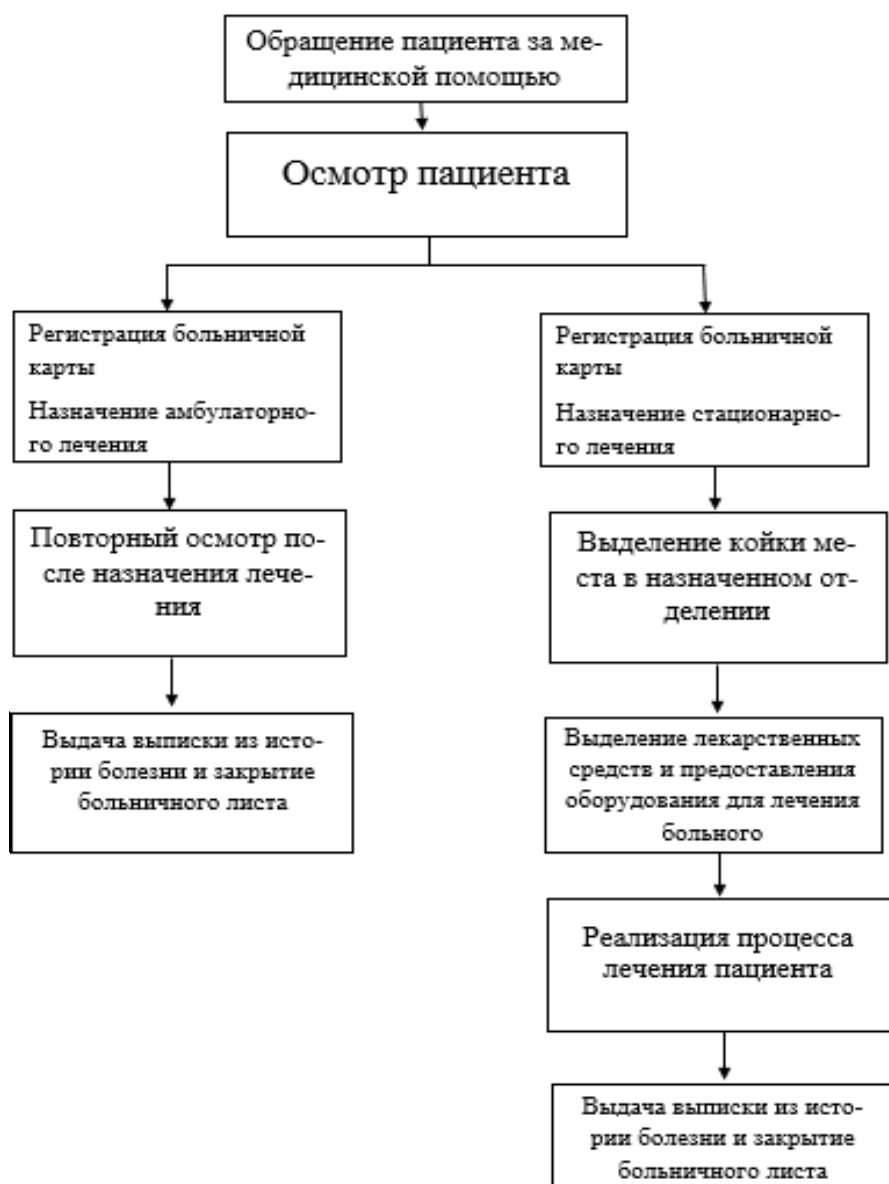 Обращение пациента за ме-
дицинской помощью
Осмотр пациента
Регистрация больничной
карты
Назначение амбулаторно-
го лечения
Регистрация больничной
карты
Назначение стационарно-
го лечения
Повторный осмотр по-
сле назначения лече-
ния
Выделение койки ме-
ста в назначенном от-
делении
Выдача выписки из исто-
рии болезни и закрытие
больничного листа
Выделение лекарственных
средств и предоставления
оборудования для лечения
больного
Реализация процесса
лечения пациента
Выдача выписки из исто-
рии болезни и закрытие
больничного листа